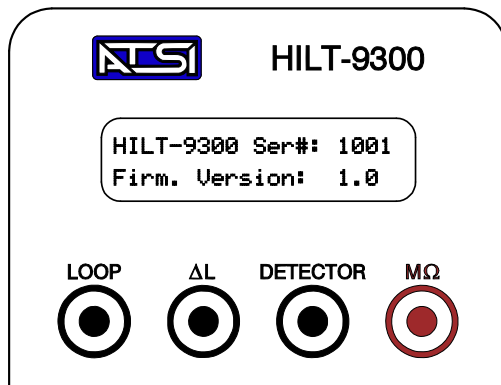 ATSI HILT-9300
HILT-9300 Ser#: 1001
Firm. Version: 1.0
LOOP ΔL DETECTOR MΩ